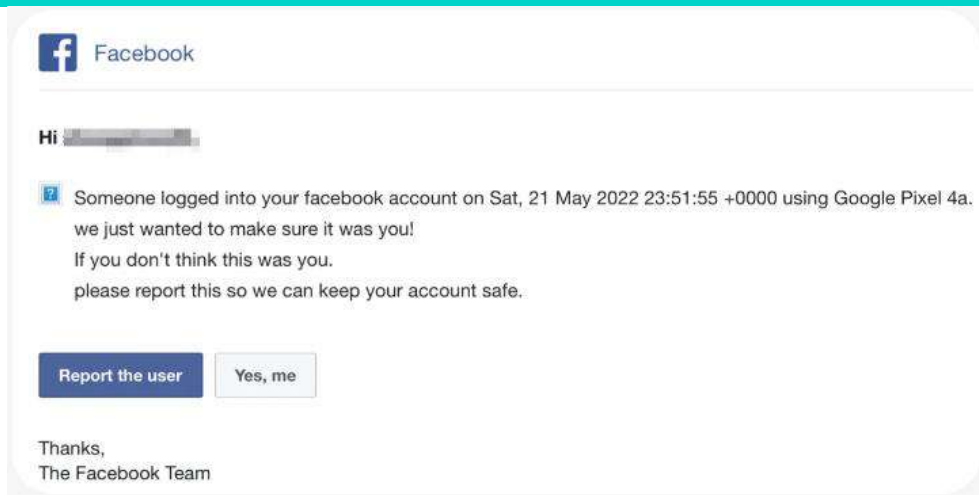 Facebook
Hi
Someone logged into your facebook account on Sat, 21 May 2022 23:51:55 +0000 using Google Pixel 4a.
we just wanted to make sure it was you!
If you don't think this was you.
please report this so we can keep your account safe.
Report the user
Yes, me
Thanks,
The Facebook Team